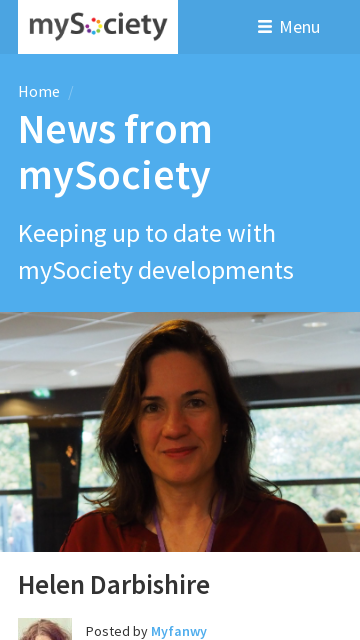 mySociety
Menu
Home /
News from
mySociety
Keeping up to date with
mySociety developments
Helen Darbishire
Posted by Myfanwy